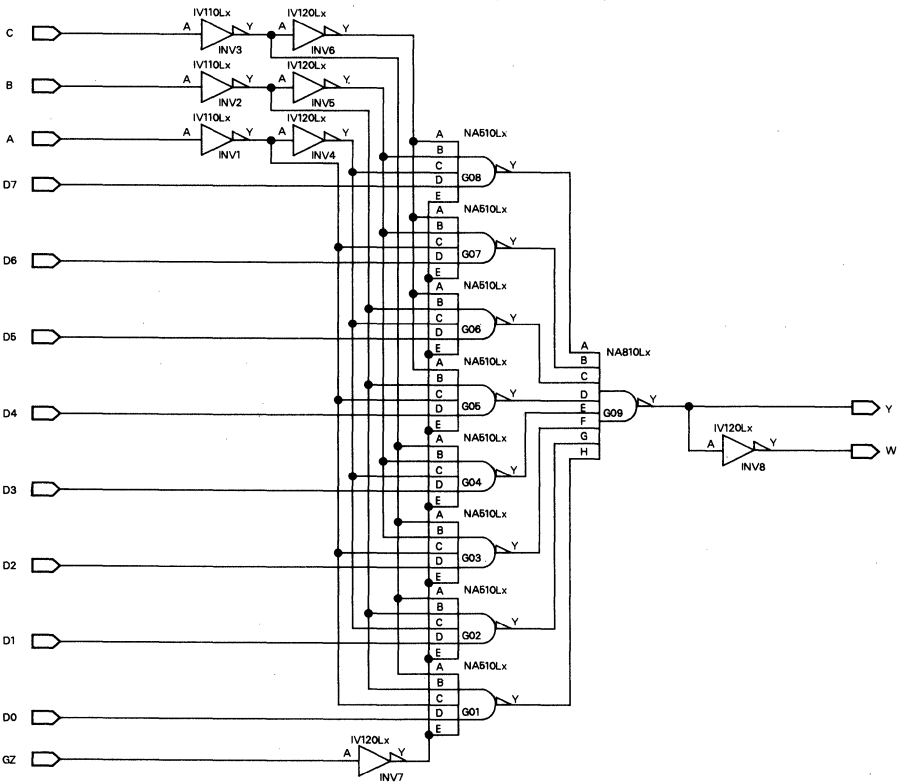 IV110Lx IV120Lx
C A Y A Y
INV3 INV6
IV110Lx IV120Lx
B A Y A Y
INV2 INV5
IV110Lx IV120Lx
A A Y A Y
INV1 INV4
NA510Lx
A
B
C
D7 D G08 Y
E
NA510Lx
A
B
C
D6 D G07 Y
E
NA510Lx
A
B
C
D5 D G06 Y
E
NA510Lx
A
B
C
D4 D G05 Y
E
NA810Lx
A
B
C
D
E G09 Y Y
F
G
H
IV120Lx
A Y W
INV8
NA510Lx
A
B
C
D3 D G04 Y
E
NA510Lx
A
B
C
D2 D G03 Y
E
NA510Lx
A
B
C
D1 D G02 Y
E
NA510Lx
A
B
C
D0 D G01 Y
E
IV120Lx
GZ A Y
INV7